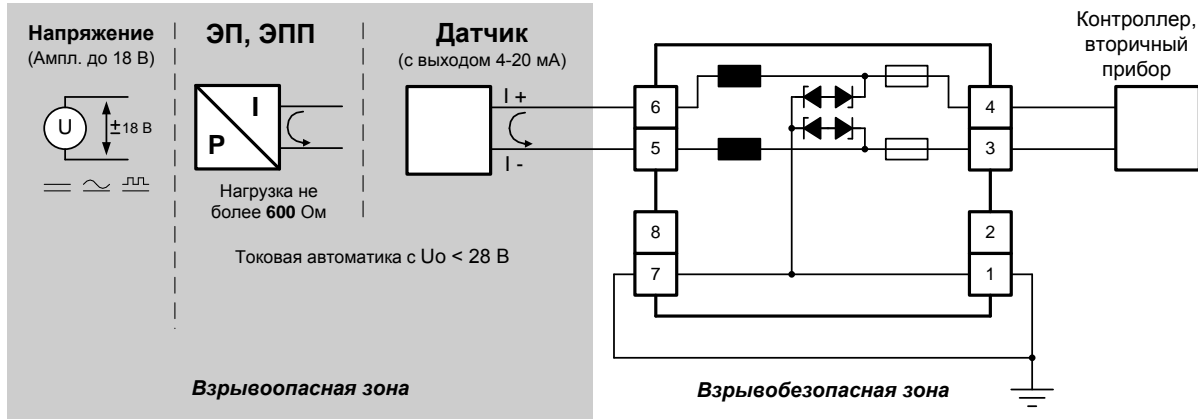 Напряжение
(Ампл. до 18 В)
U
±18 В
ЭП, ЭПП
I
P
Нагрузка не
более 600 Ом
Датчик
(с выходом 4-20 мА)
I +
I -
Токовая автоматика с Uo < 28 В
Взрывоопасная зона
6
5
8
7
4
3
2
1
Контроллер,
вторичный
прибор
Взрывобезопасная зона